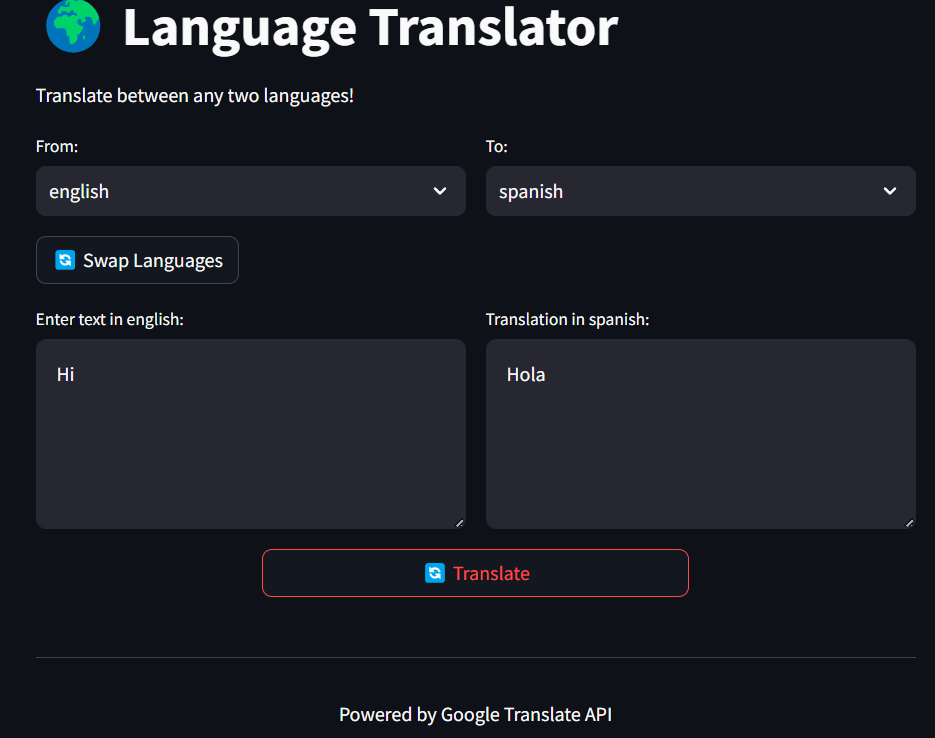 Language Translator
Translate between any two languages!
From:
english
To:
spanish
Swap Languages
Enter text in english:
Hi
Translation in spanish:
Hola
Translate
Powered by Google Translate API